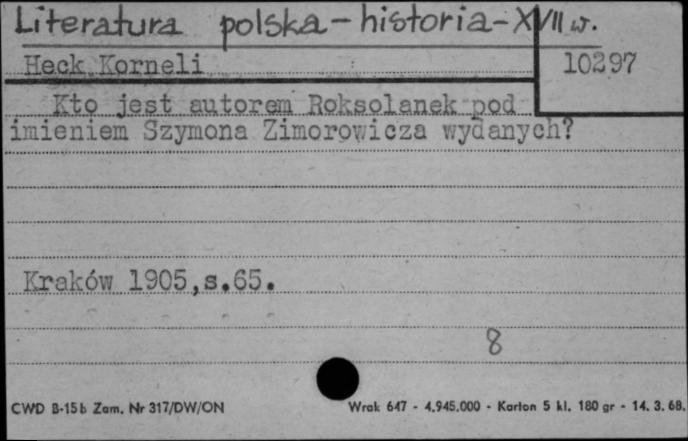 Literatura polska - historia - XVII w.
Heck Korneli
10297
Kto jest autorem Roksolanek pod
imieniem Szymona Zimorowicza wydanych?
Kraków 1905,s.65.
8
CWD B-15b Zam. Nr 317/DW/ON
Wrak 647 - 4.945.000 - Karton 5 kl. 180 gr - 14. 3. 68.